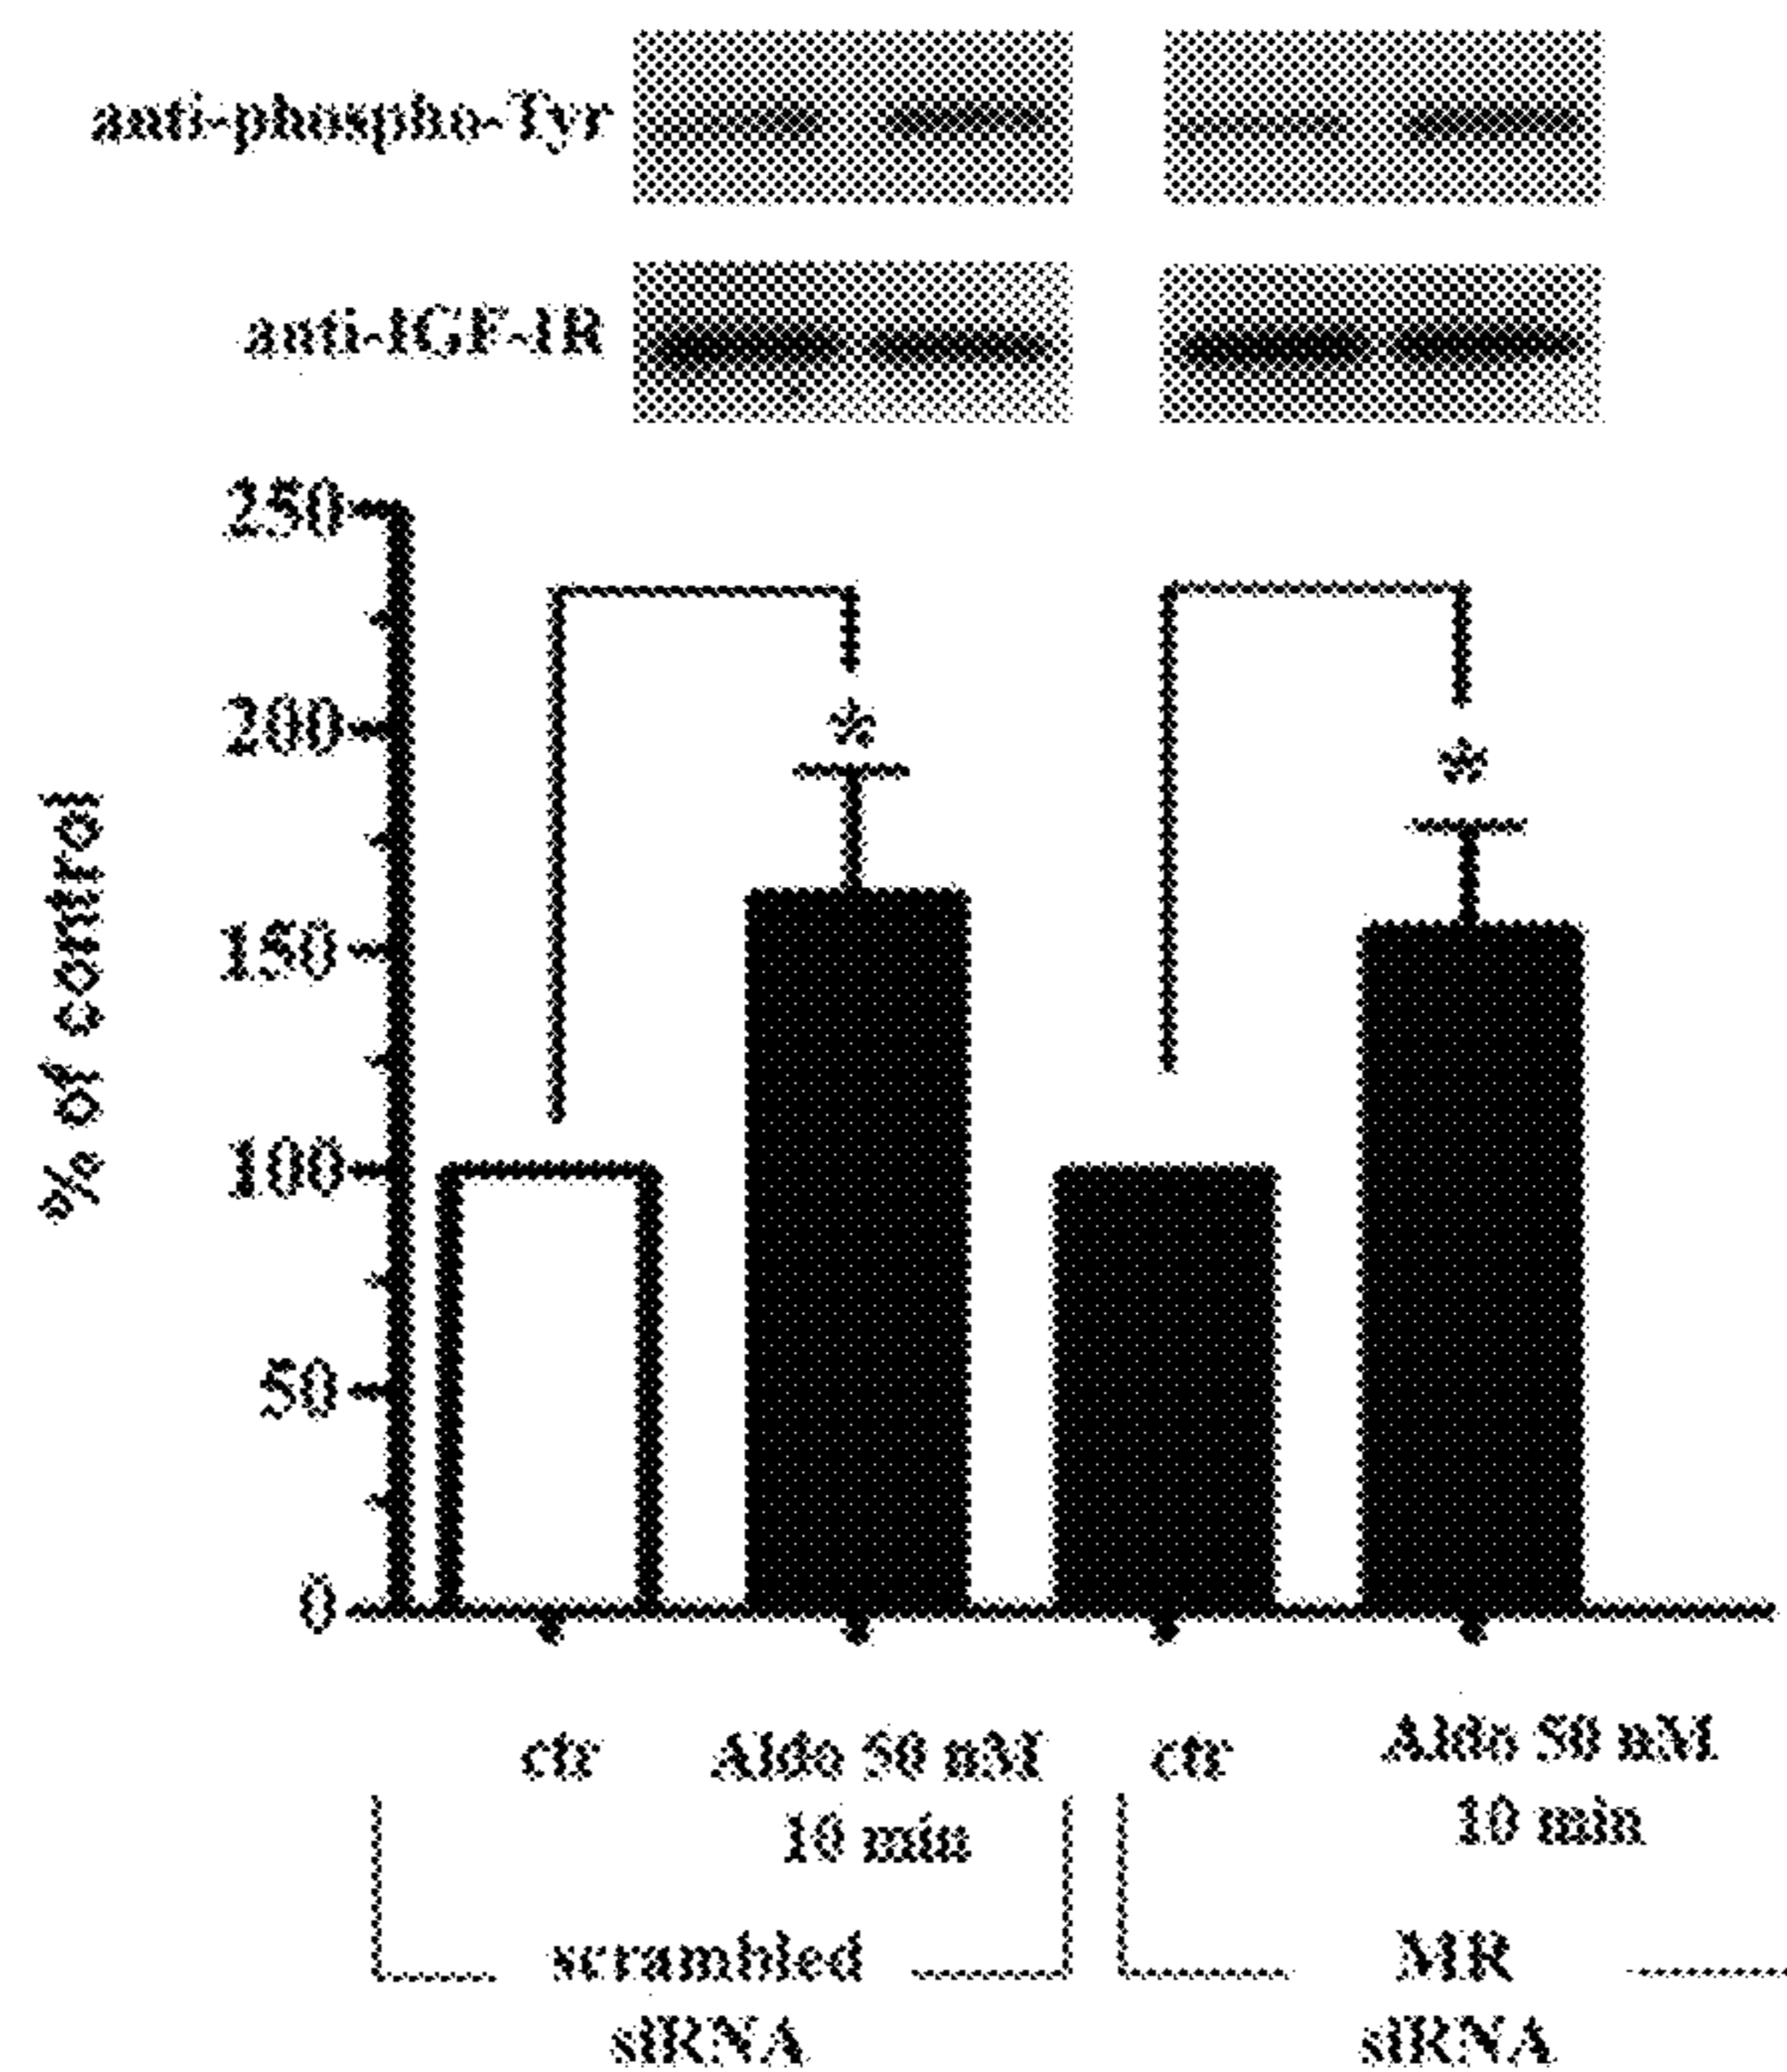 anti-phospho-Tyr
anti-IGF-IR
250
200
150
100
50
0
% of control
*
*
ctr
Aldo 50 nM
10 min
ctr
Aldo 50 nM
10 min
scrambled
siRNA
MR
siRNA